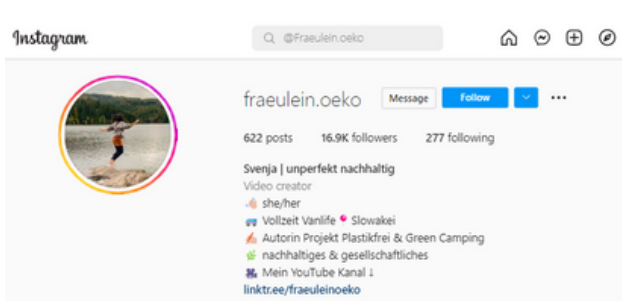 Instagram
@Fraeulein.oeko
fraeulein.oeko Message Follow
622 posts 16.9K followers 277 following
Svenja | unperfekt nachhaltig
Video creator
she/her
Vollzeit Vanlife Slowakei
Autorin Projekt Plastikfrei & Green Camping
nachhaltiges & gesellschaftliches
Mein YouTube Kanal ↓
linktr.ee/fraeuleinoeko